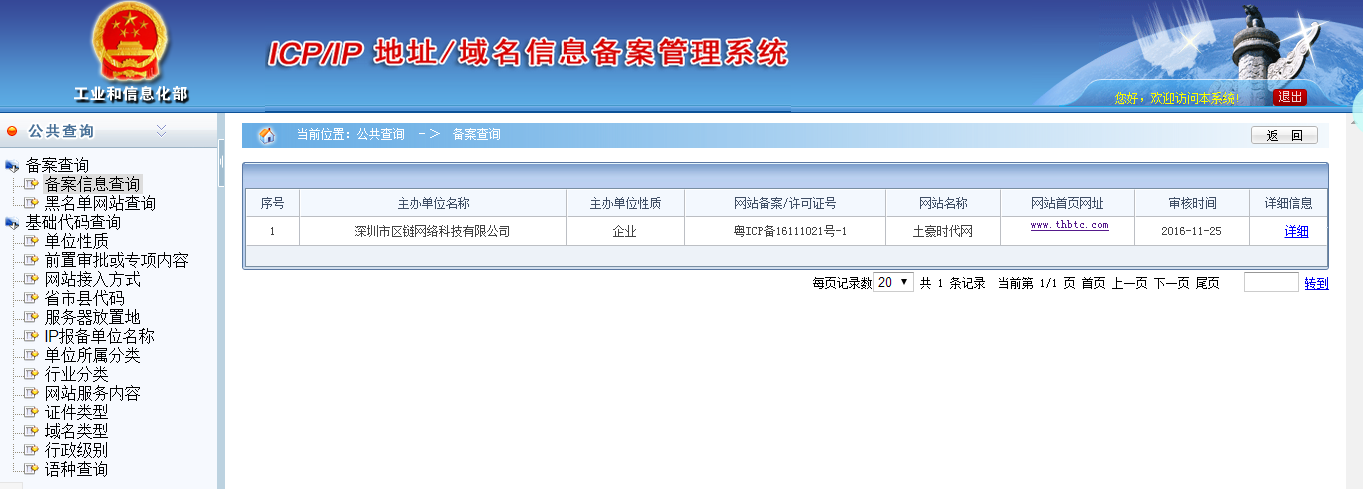 ICP/IP 地址/域名信息备案管理系统
工业和信息化部
您好，欢迎访问本系统！ 退出
公共查询
当前位置：公共查询 -> 备案查询 返 回
备案查询
备案信息查询
黑名单网站查询
基础代码查询
单位性质
前置审批或专项内容
网站接入方式
省市县代码
服务器放置地
IP报备单位名称
单位所属分类
行业分类
网站服务内容
证件类型
域名类型
行政级别
语种查询
序号 主办单位名称 主办单位性质 网站备案/许可证号 网站名称 网站首页网址 审核时间 详细信息
1 深圳市区链网络科技有限公司 企业 粤ICP备16111021号-1 土豪时代网 www.thbtc.com 2016-11-25 详细
每页记录数 20 共 1 条记录 当前第 1/1 页 首页 上一页 下一页 尾页 转到